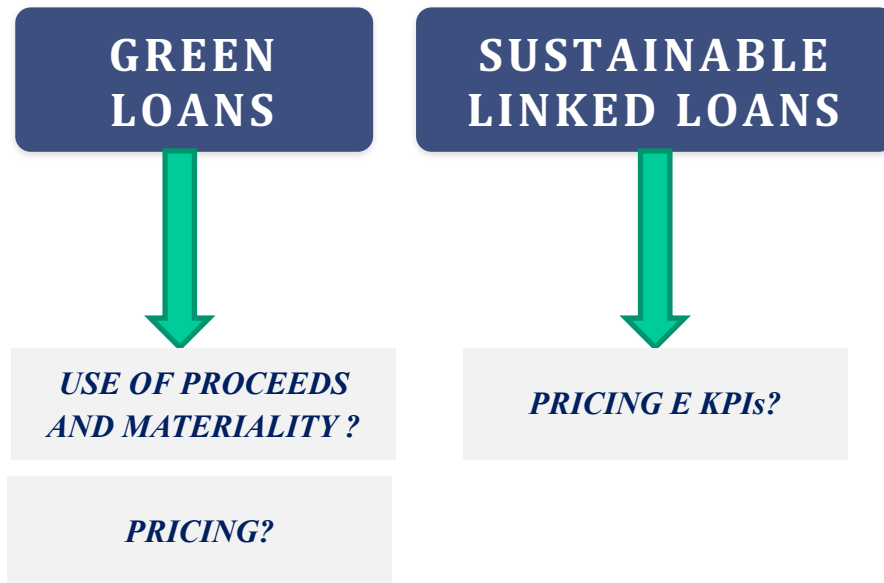 GREEN
LOANS
USE OF PROCEEDS
AND MATERIALITY ?
PRICING?
SUSTAINABLE
LINKED LOANS
PRICING E KPIs?